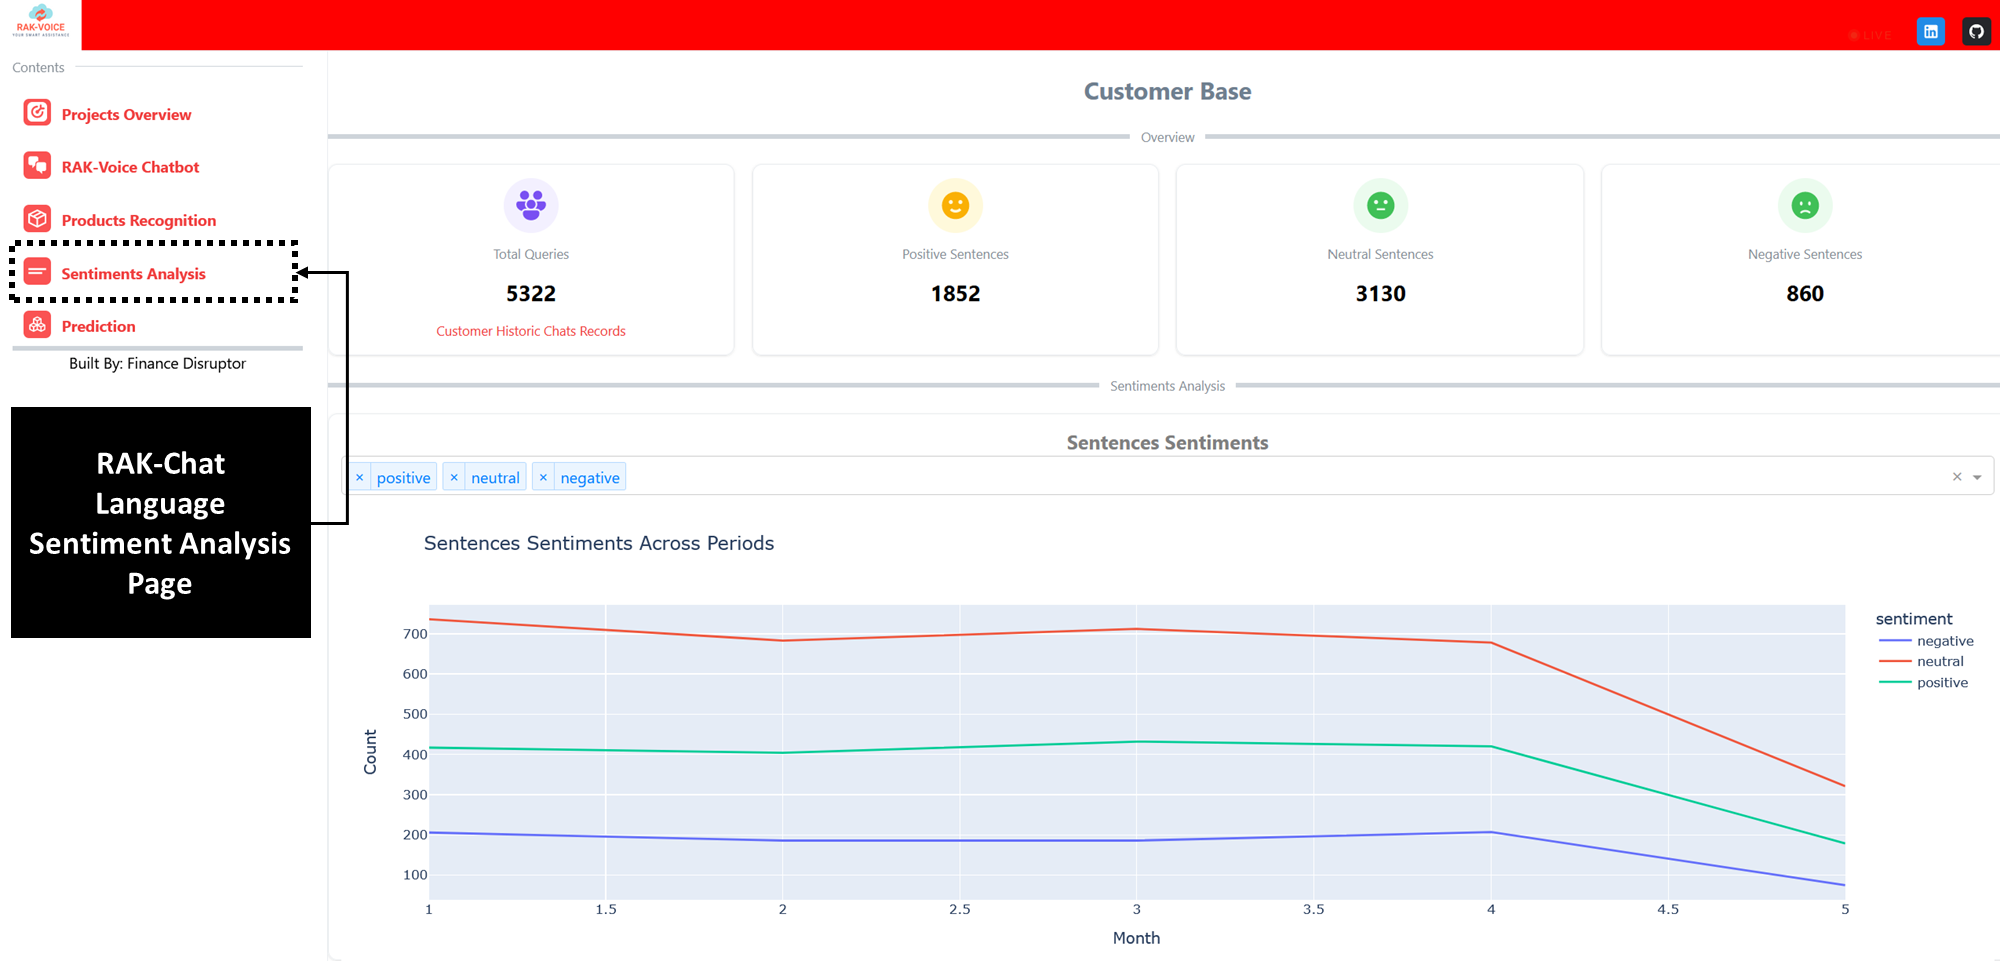 RAK-VOICE
YOUR SMART ASSISTANCE
LIVE
Contents
Projects Overview
RAK-Voice Chatbot
Products Recognition
Sentiments Analysis
Prediction
Built By: Finance Disruptor
RAK-Chat
Language
Sentiment Analysis
Page
Customer Base
Overview
Total Queries
5322
Customer Historic Chats Records
Positive Sentences
1852
Neutral Sentences
3130
Negative Sentences
860
Sentiments Analysis
Sentences Sentiments
× positive × neutral × negative
Sentences Sentiments Across Periods
700
600
500
400
300
200
100
Count
1 1.5 2 2.5 3 3.5 4 4.5 5
Month
sentiment
negative
neutral
positive